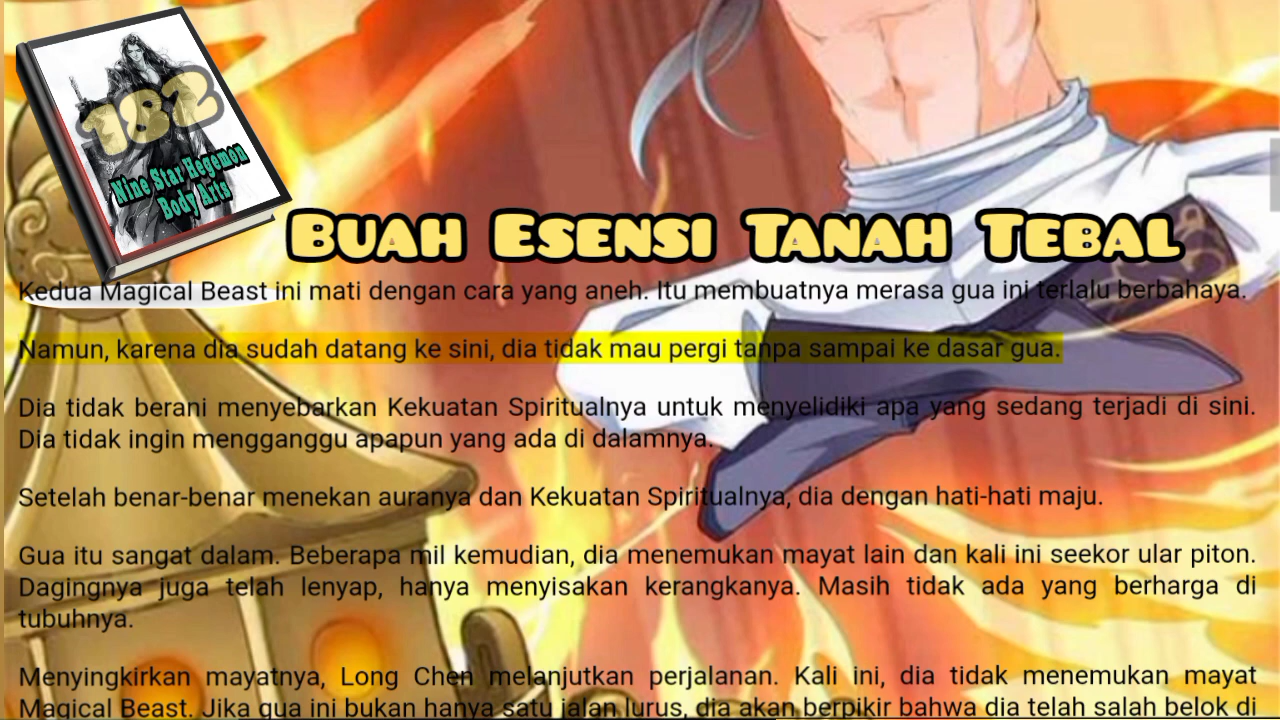 182
Nine Star Hegemon
Body Arts
Buah Esensi Tanah Tebal
Kedua Magical Beast ini mati dengan cara yang aneh. Itu membuatnya merasa gua ini terlalu berbahaya.
Namun, karena dia sudah datang ke sini, dia tidak mau pergi tanpa sampai ke dasar gua.
Dia tidak berani menyebarkan Kekuatan Spiritualnya untuk menyelidiki apa yang sedang terjadi di sini.
Dia tidak ingin mengganggu apapun yang ada di dalamnya.
Setelah benar-benar menekan auranya dan Kekuatan Spiritualnya, dia dengan hati-hati maju.
Gua itu sangat dalam. Beberapa mil kemudian, dia menemukan mayat lain dan kali ini seekor ular piton.
Dagingnya juga telah lenyap, hanya menyisakan kerangkanya. Masih tidak ada yang berharga di
tubuhnya.
Menyingkirkan mayatnya, Long Chen melanjutkan perjalanan. Kali ini, dia tidak menemukan mayat
Magical Beast. Jika gua ini bukan hanya satu jalan lurus, dia akan berpikir bahwa dia telah salah belok di